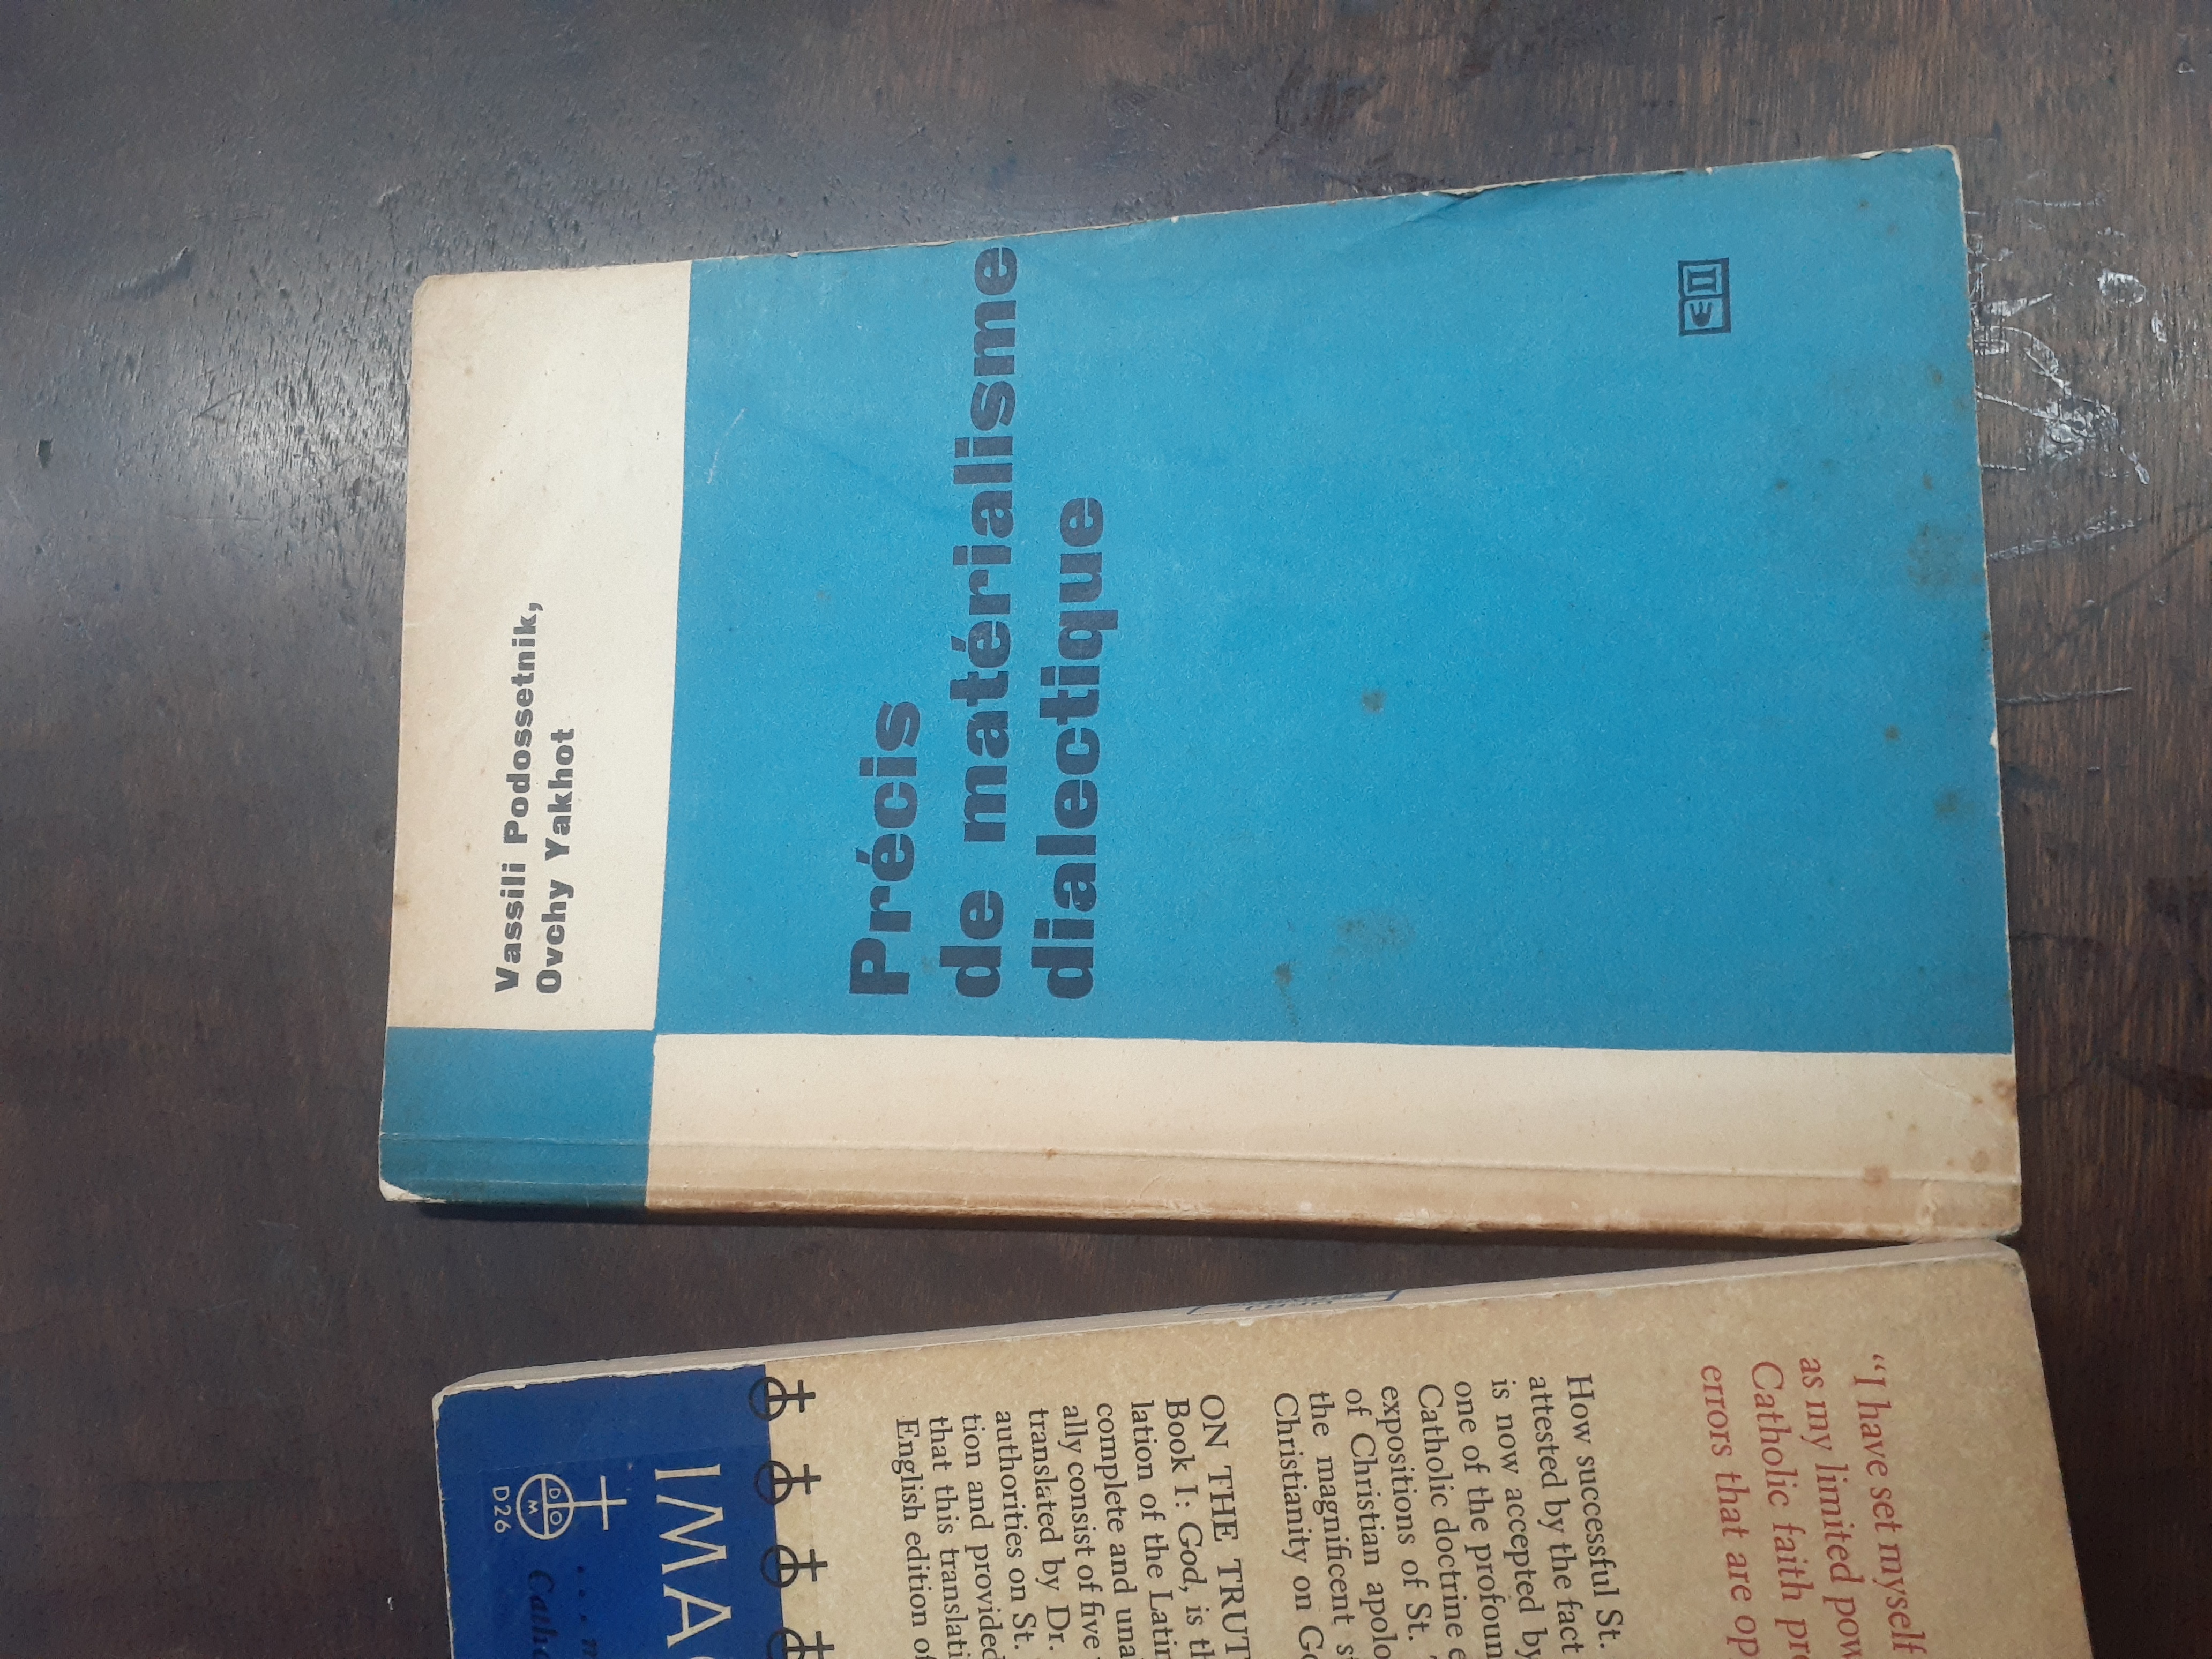 Vassili Podossetnik,
Ovchy Yakhot
Précis
de matérialisme
dialectique
"I have set myself
as my limited pow
Catholic faith pr
errors that are op
How successful St.
attested by the fact
is now accepted by
one of the profoun
Catholic doctrine e
expositions of St.
of Christian apolo
the magnificent s
Christianity on Go
ON THE TRUT
Book I: God, is th
lation of the Latin
complete and una
ally consist of five
translated by Dr.
authorities on St.
tion and provided
that this translati
English edition of
IMA
D O M
D26
Catho